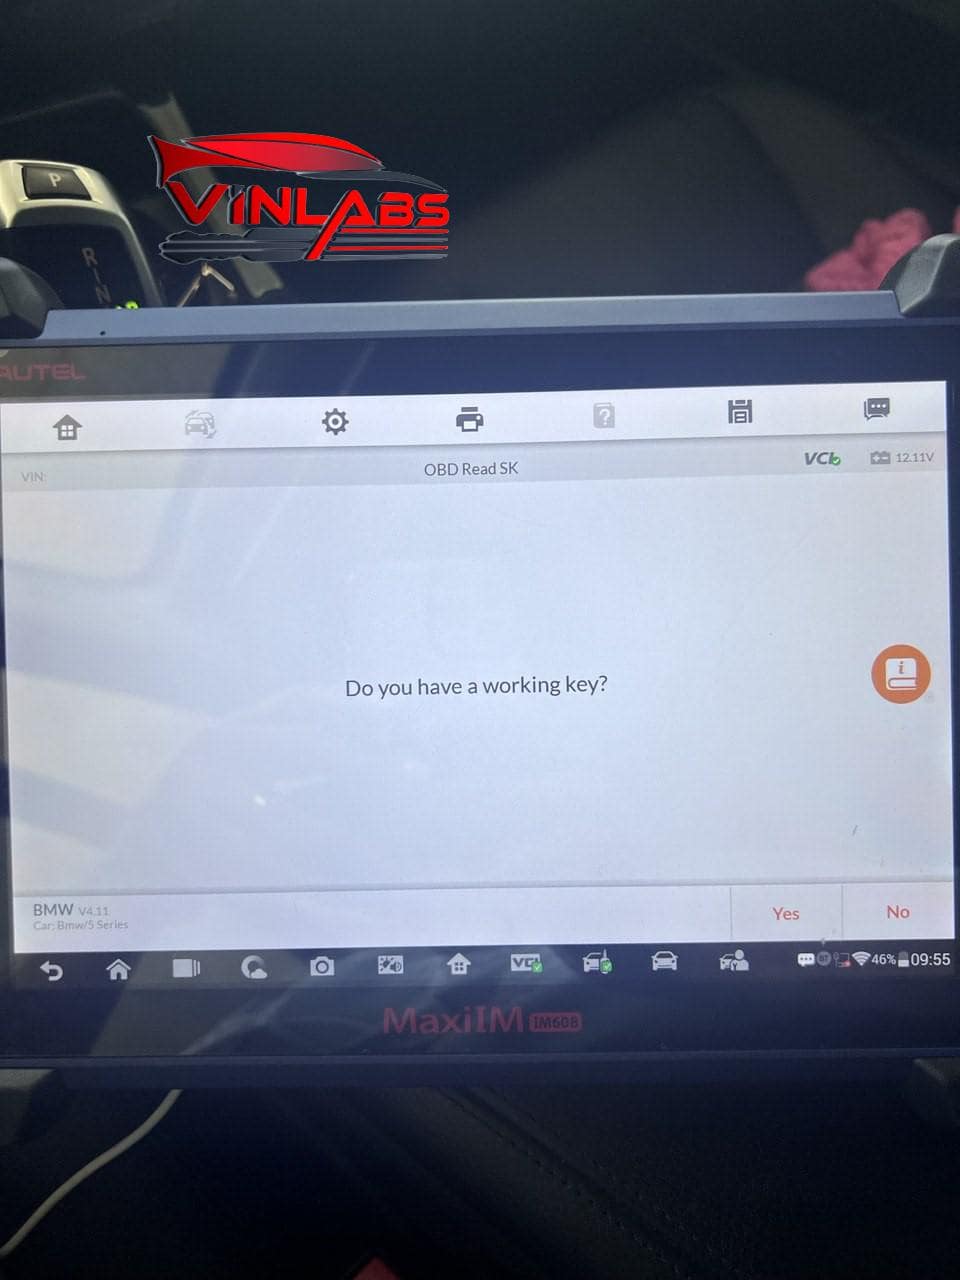 P
VINLABS
R
N
AUTEL
VIN:
OBD Read SK
VCI
12.11V
Do you have a working key?
i
BMW V4.11
Car: Bmw/5 Series
Yes
No
VCI
BT
46%
09:55
MaxiIM IM608